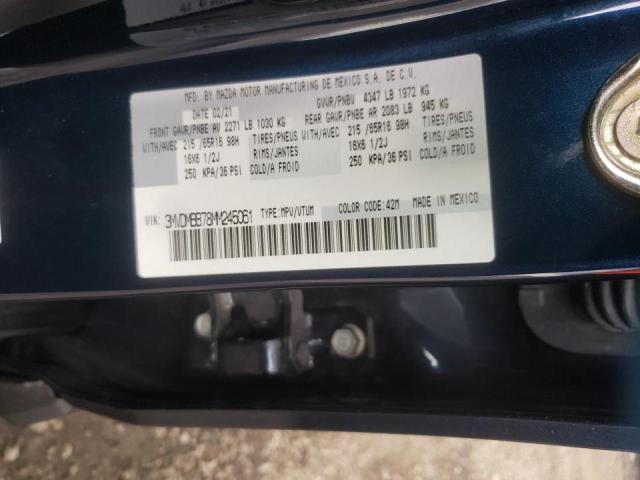 MFD. BY MAZDA MOTOR MANUFACTURING DE MEXICO S.A. DE C.V.
DATE 02/21 GVWR/PNBV 4347 LB 1972 KG
FRONT GAWR/PNBE AV 2271 LB 1030 KG REAR GAWR/PNBE AR 2083 LB 945 KG
WITH/AVEC 215/65R16 98H TIRES/PNEUS WITH/AVEC 215/65R16 98H TIRES/PNEUS
16X6 1/2J RIMS/JANTES 16X6 1/2J RIMS/JANTES
250 KPA/36 PSI COLD/A FROID 250 KPA/36 PSI COLD/A FROID
VIN: 3MVDMBB78MM245061 TYPE:MPV/VTUM COLOR CODE:42M MADE IN MEXICO